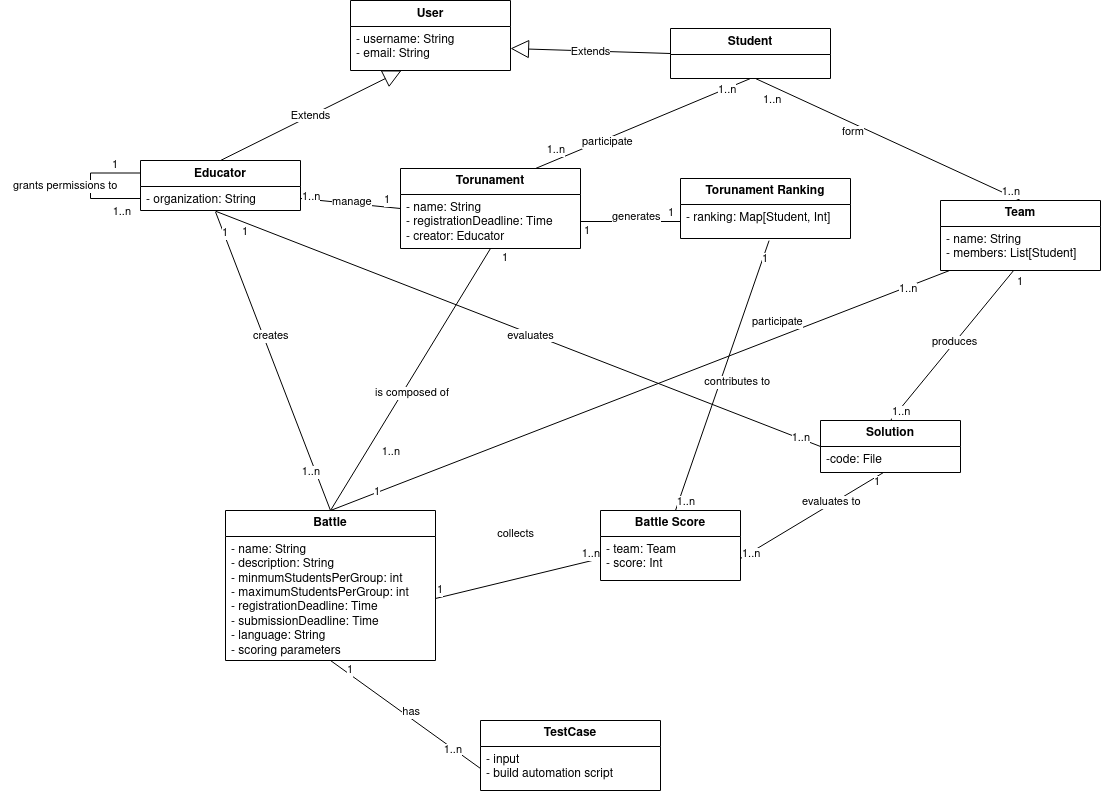 User
- username: String
- email: String
Student
Extends
1..n
1..n
Extends
participate
form
1..n
1
grants permissions to
1..n
Educator
- organization: String
1..n
manage
1
Torunament
- name: String
- registrationDeadline: Time
- creator: Educator
generates
1
1
Torunament Ranking
- ranking: Map[Student, Int]
1..n
Team
- name: String
- members: List[Student]
1
1
1
1
1..n
1
creates
evaluates
participate
produces
is composed of
contributes to
1..n
1..n
1..n
1..n
1
1..n
Solution
-code: File
1
evaluates to
1..n
Battle
- name: String
- description: String
- minmumStudentsPerGroup: int
- maximumStudentsPerGroup: int
- registrationDeadline: Time
- submissionDeadline: Time
- language: String
- scoring parameters
collects
1
1..n
Battle Score
- team: Team
- score: Int
1..n
1
has
1..n
TestCase
- input
- build automation script